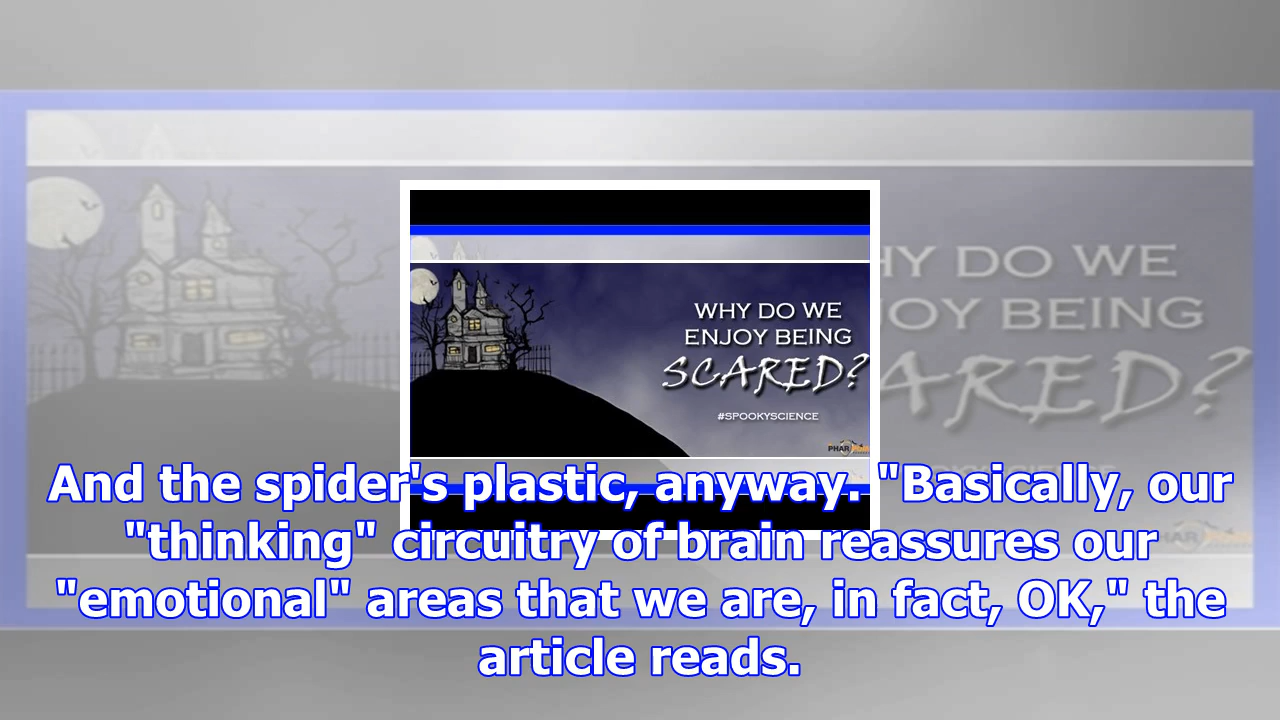 WHY DO WE
ENJOY BEING
SCARED?
#SPOOKYSCIENCE
And the spider's plastic, anyway. "Basically, our
"thinking" circuitry of brain reassures our
"emotional" areas that we are, in fact, OK," the
article reads.